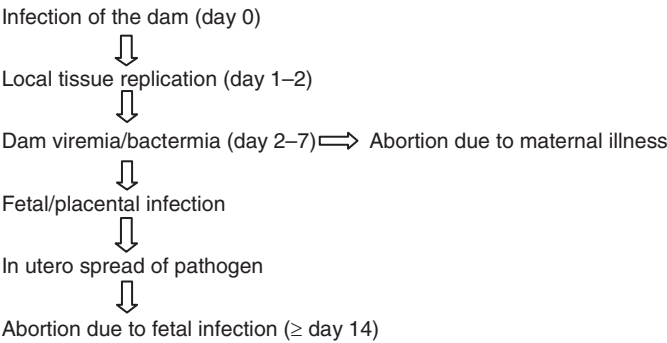 Infection of the dam (day 0)
Local tissue replication (day 1–2)
Dam viremia/bactermia (day 2–7) Abortion due to maternal illness
Fetal/placental infection
In utero spread of pathogen
Abortion due to fetal infection (≥ day 14)